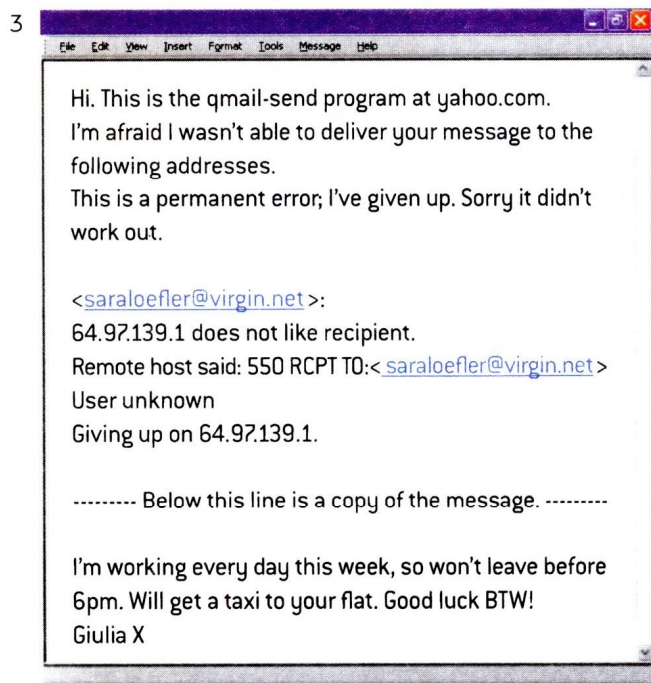 3
File Edit View Insert Format Tools Message Help
Hi. This is the qmail-send program at yahoo.com.
I'm afraid I wasn't able to deliver your message to the
following addresses.
This is a permanent error; I've given up. Sorry it didn't
work out.
<saraloefler@virgin.net>:
64.97.139.1 does not like recipient.
Remote host said: 550 RCPT TO:<saraloefler@virgin.net>
User unknown
Giving up on 64.97.139.1.
--------- Below this line is a copy of the message. ---------
I'm working every day this week, so won't leave before
6pm. Will get a taxi to your flat. Good luck BTW!
Giulia X